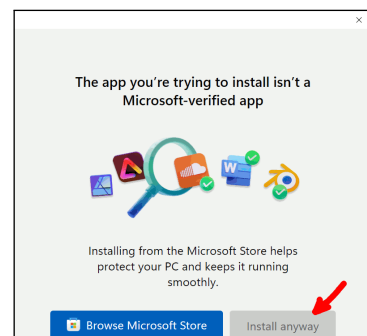 The app you're trying to install isn't a
Microsoft-verified app
W
Installing from the Microsoft Store helps
protect your PC and keeps it running
smoothly.
Browse Microsoft Store
Install anyway